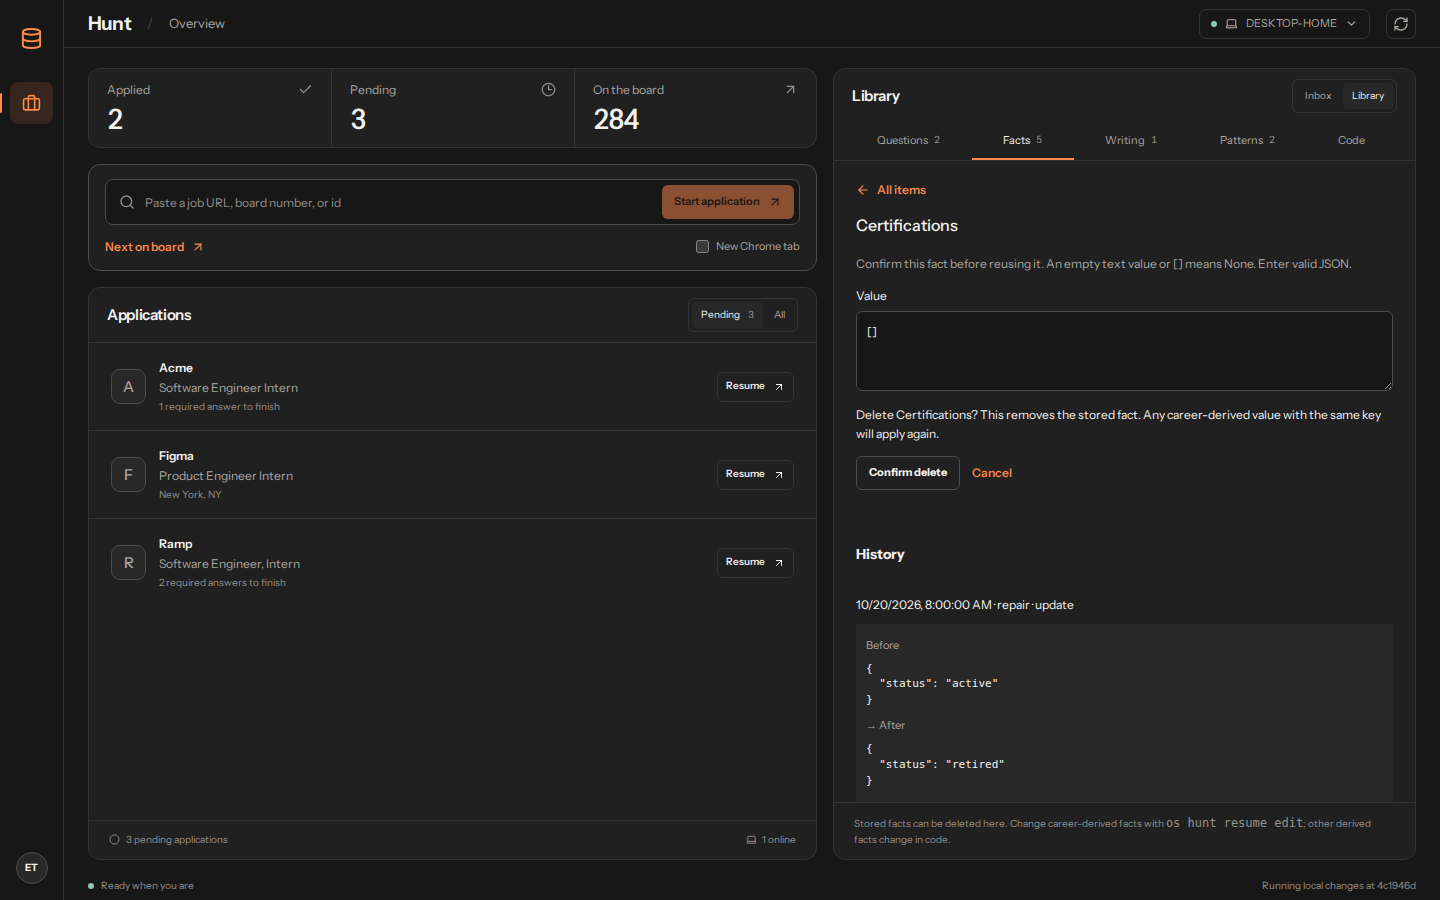 Hunt / Overview
DESKTOP-HOME
Applied
2
Pending
3
On the board
284
Paste a job URL, board number, or id
Start application
Next on board
New Chrome tab
Applications
Pending 3
All
A
Acme
Software Engineer Intern
1 required answer to finish
Resume
F
Figma
Product Engineer Intern
New York, NY
Resume
R
Ramp
Software Engineer, Intern
2 required answers to finish
Resume
3 pending applications
1 online
Library
Inbox
Library
Questions 2
Facts 5
Writing 1
Patterns 2
Code
← All items
Certifications
Confirm this fact before reusing it. An empty text value or [] means None. Enter valid JSON.
Value
[]
Delete Certifications? This removes the stored fact. Any career-derived value with the same key
will apply again.
Confirm delete
Cancel
History
10/20/2026, 8:00:00 AM · repair · update
Before
{
"status": "active"
}
→ After
{
"status": "retired"
}
Stored facts can be deleted here. Change career-derived facts with os hunt resume edit; other derived
facts change in code.
ET
Ready when you are
Running local changes at 4c1946d